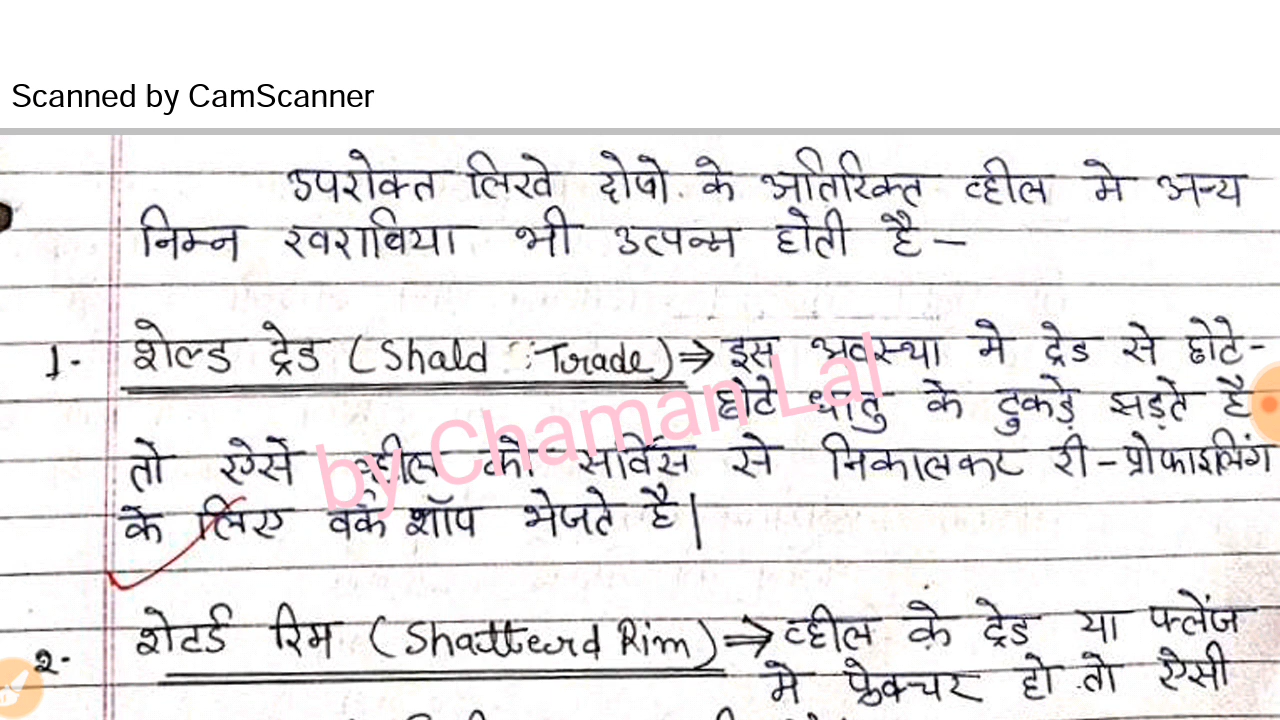 Scanned by CamScanner
उपरोक्त लिखे दोषो के अतिरिक्त व्हील मे अन्य
निम्न खराबिया भी उत्पन्न होती है –
1. शेल्ड ट्रेड (Shald Trade) ⇒ इस अवस्था मे ट्रेड से छोटे-
छोटे धातु के टुकड़े झड़ते है
तो ऐसे व्हील को सर्विस से निकालकर री-प्रोफाइलिंग
के लिए वर्क शॉप भेजते है|
by Chaman Lal
2. शेटर्ड रिम (Shatterd Rim) ⇒ व्हील के ट्रेड या फ्लेंज
मे फ्रेक्चर हो तो ऐसी